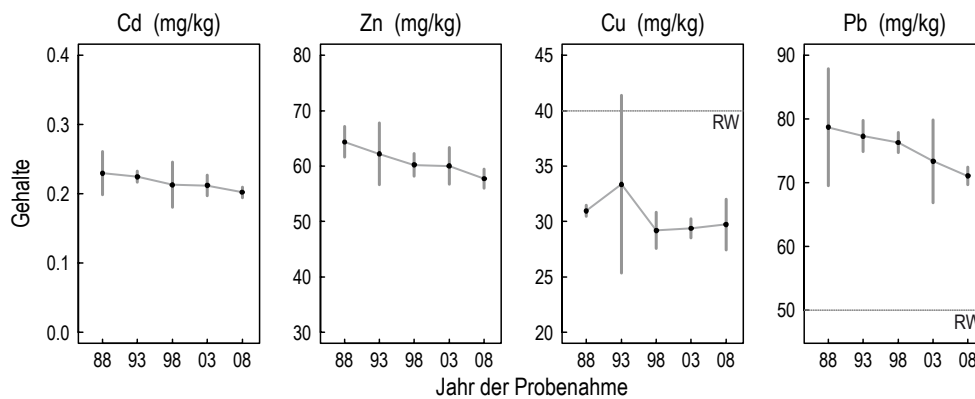 Cd (mg/kg)
Zn (mg/kg)
Cu (mg/kg)
Pb (mg/kg)
Gehalte
0.4
0.3
0.2
0.1
0.0
88 93 98 03 08
80
70
60
50
40
30
88 93 98 03 08
45
40
35
30
25
20
RW
88 93 98 03 08
90
80
70
60
50
RW
88 93 98 03 08
Jahr der Probenahme